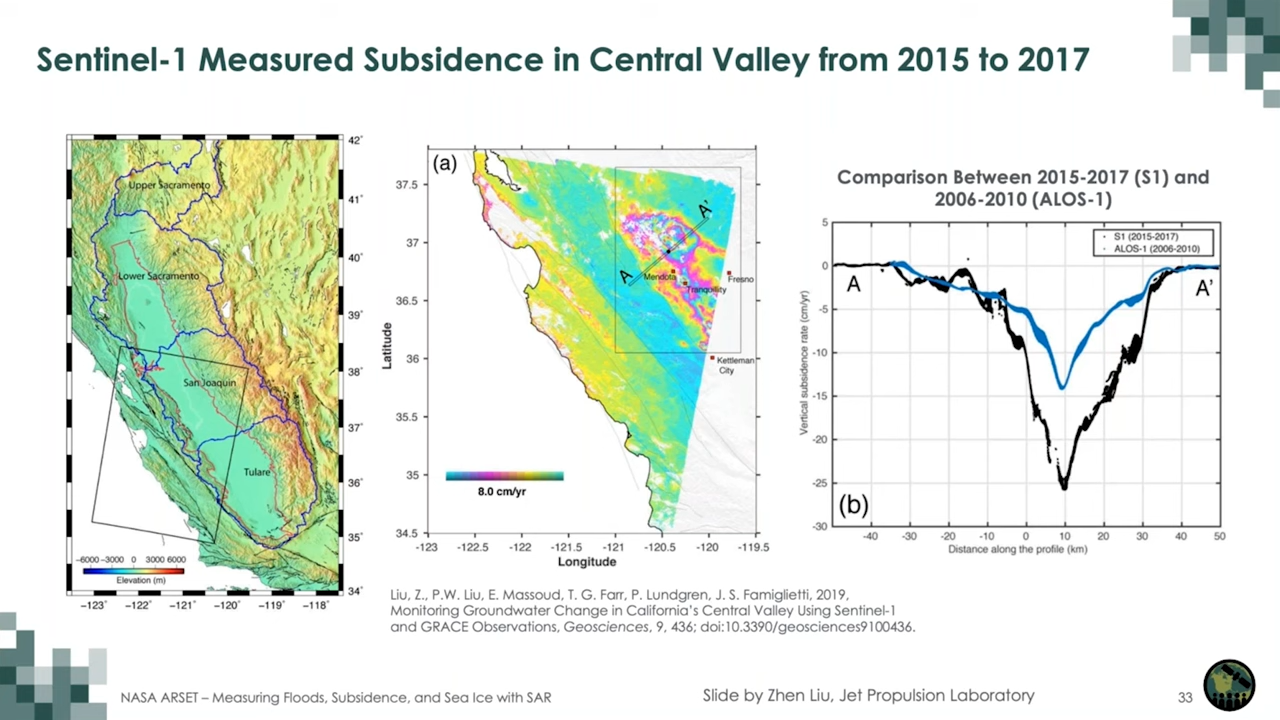 Sentinel-1 Measured Subsidence in Central Valley from 2015 to 2017
Upper Sacramento
Lower Sacramento
San Joaquin
Tulare
42°
41°
40°
39°
38°
37°
36°
35°
34°
−6000 −3000 0 3000 6000
Elevation (m)
−123° −122° −121° −120° −119° −118°
(a)
A'
A
Mendota
Tranquillity
Fresno
Kettleman
City
8.0 cm/yr
Latitude
37.5
37
36.5
36
35.5
35
34.5
-123 -122.5 -122 -121.5 -121 -120.5 -120 -119.5
Longitude
Comparison Between 2015-2017 (S1) and
2006-2010 (ALOS-1)
S1 (2015-2017)
ALOS-1 (2006-2010)
A
A'
Vertical subsidence rate (cm/yr)
5
0
-5
-10
-15
-20
-25
-30
(b)
-40 -30 -20 -10 0 10 20 30 40 50
Distance along the profile (km)
Liu, Z., P.W. Liu, E. Massoud, T. G. Farr, P. Lundgren, J. S. Famiglietti, 2019,
Monitoring Groundwater Change in California's Central Valley Using Sentinel-1
and GRACE Observations, Geosciences, 9, 436; doi:10.3390/geosciences9100436.
NASA ARSET – Measuring Floods, Subsidence, and Sea Ice with SAR
Slide by Zhen Liu, Jet Propulsion Laboratory
33